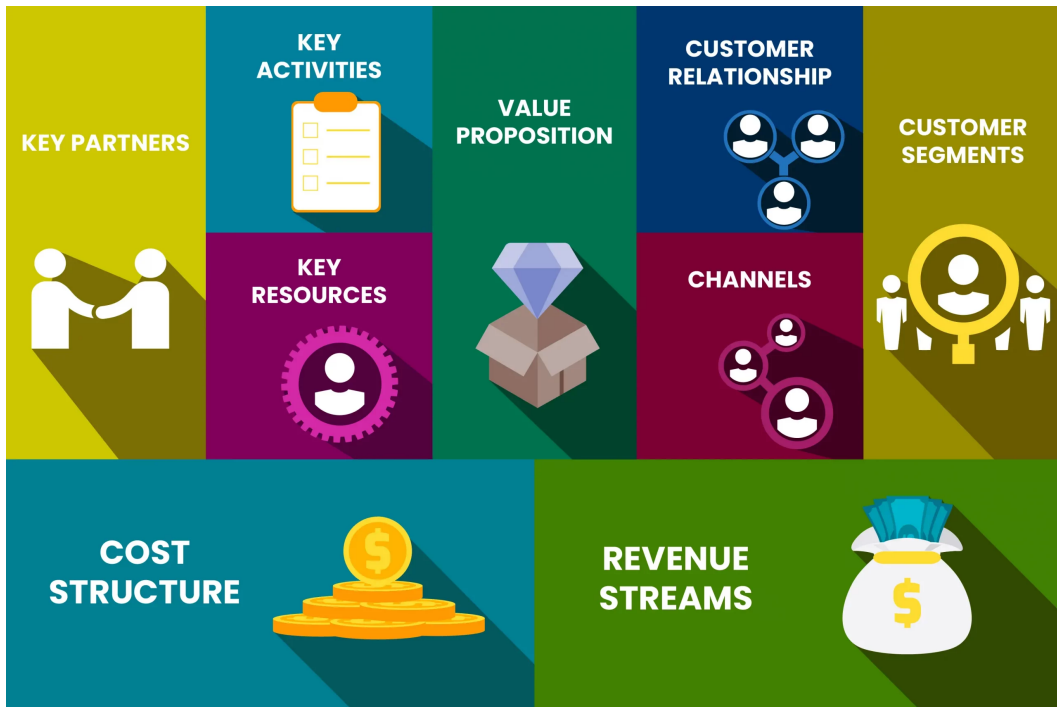 KEY PARTNERS
KEY
ACTIVITIES
KEY
RESOURCES
VALUE
PROPOSITION
CUSTOMER
RELATIONSHIP
CHANNELS
CUSTOMER
SEGMENTS
COST
STRUCTURE
$
REVENUE
STREAMS
$